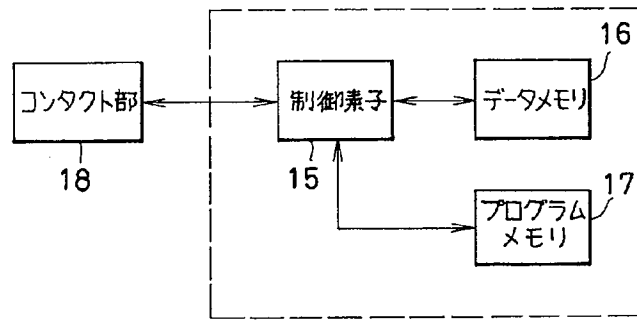 16
コンタクト部
制御素子
データメモリ
18
15
17
プログラム
メモリ